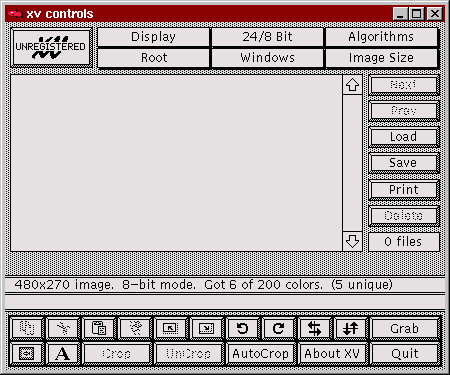 xv controls
UNREGISTERED
Display 24/8 Bit Algorithms
Root Windows Image Size
Next
Prev
Load
Save
Print
Delete
0 files
480x270 image. 8-bit mode. Got 6 of 200 colors. (5 unique)
Grab
A Crop UnCrop AutoCrop About XV Quit